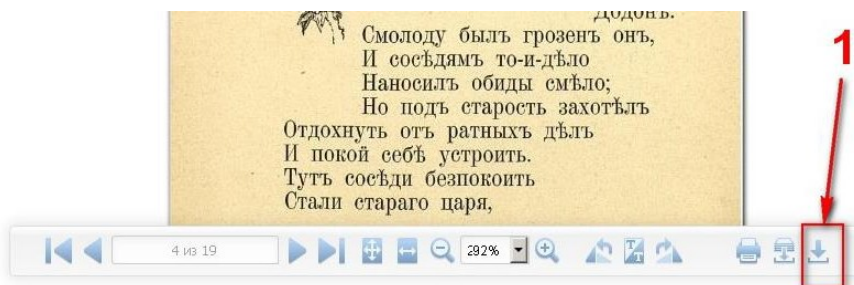 Додонъ.
Смолоду былъ грозенъ онъ,
И сосѣдямъ то-и-дѣло
Наносилъ обиды смѣло;
Но подъ старость захотѣлъ
Отдохнуть отъ ратныхъ дѣлъ
И покой себѣ устроить.
Тутъ сосѣди безпокоить
Стали стараго царя,
1
4 из 19
292%